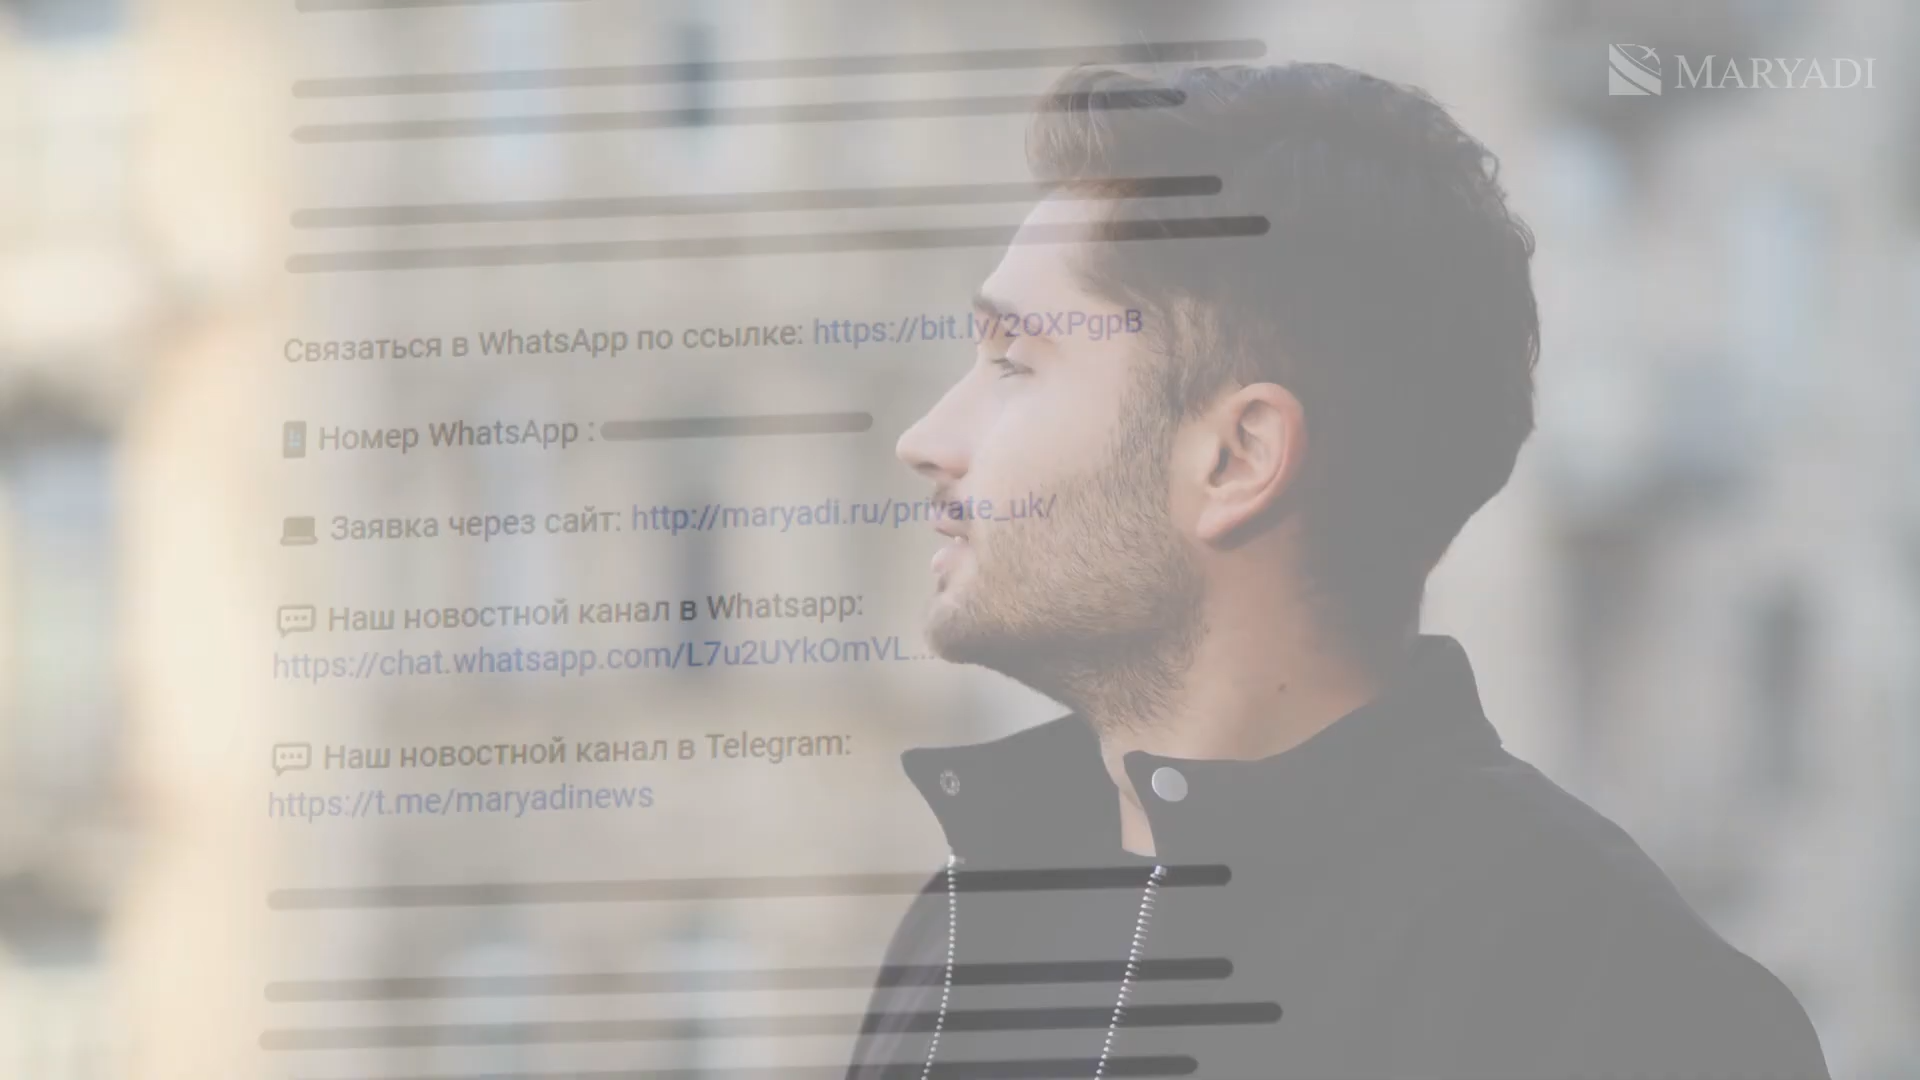 MARYADI
Связаться в WhatsApp по ссылке: https://bit.ly/2OXPgpB
Номер WhatsApp :
Заявка через сайт: http://maryadi.ru/private_uk/
Наш новостной канал в Whatsapp:
https://chat.whatsapp.com/L7u2UYkOmVL...
Наш новостной канал в Telegram:
https://t.me/maryadinews